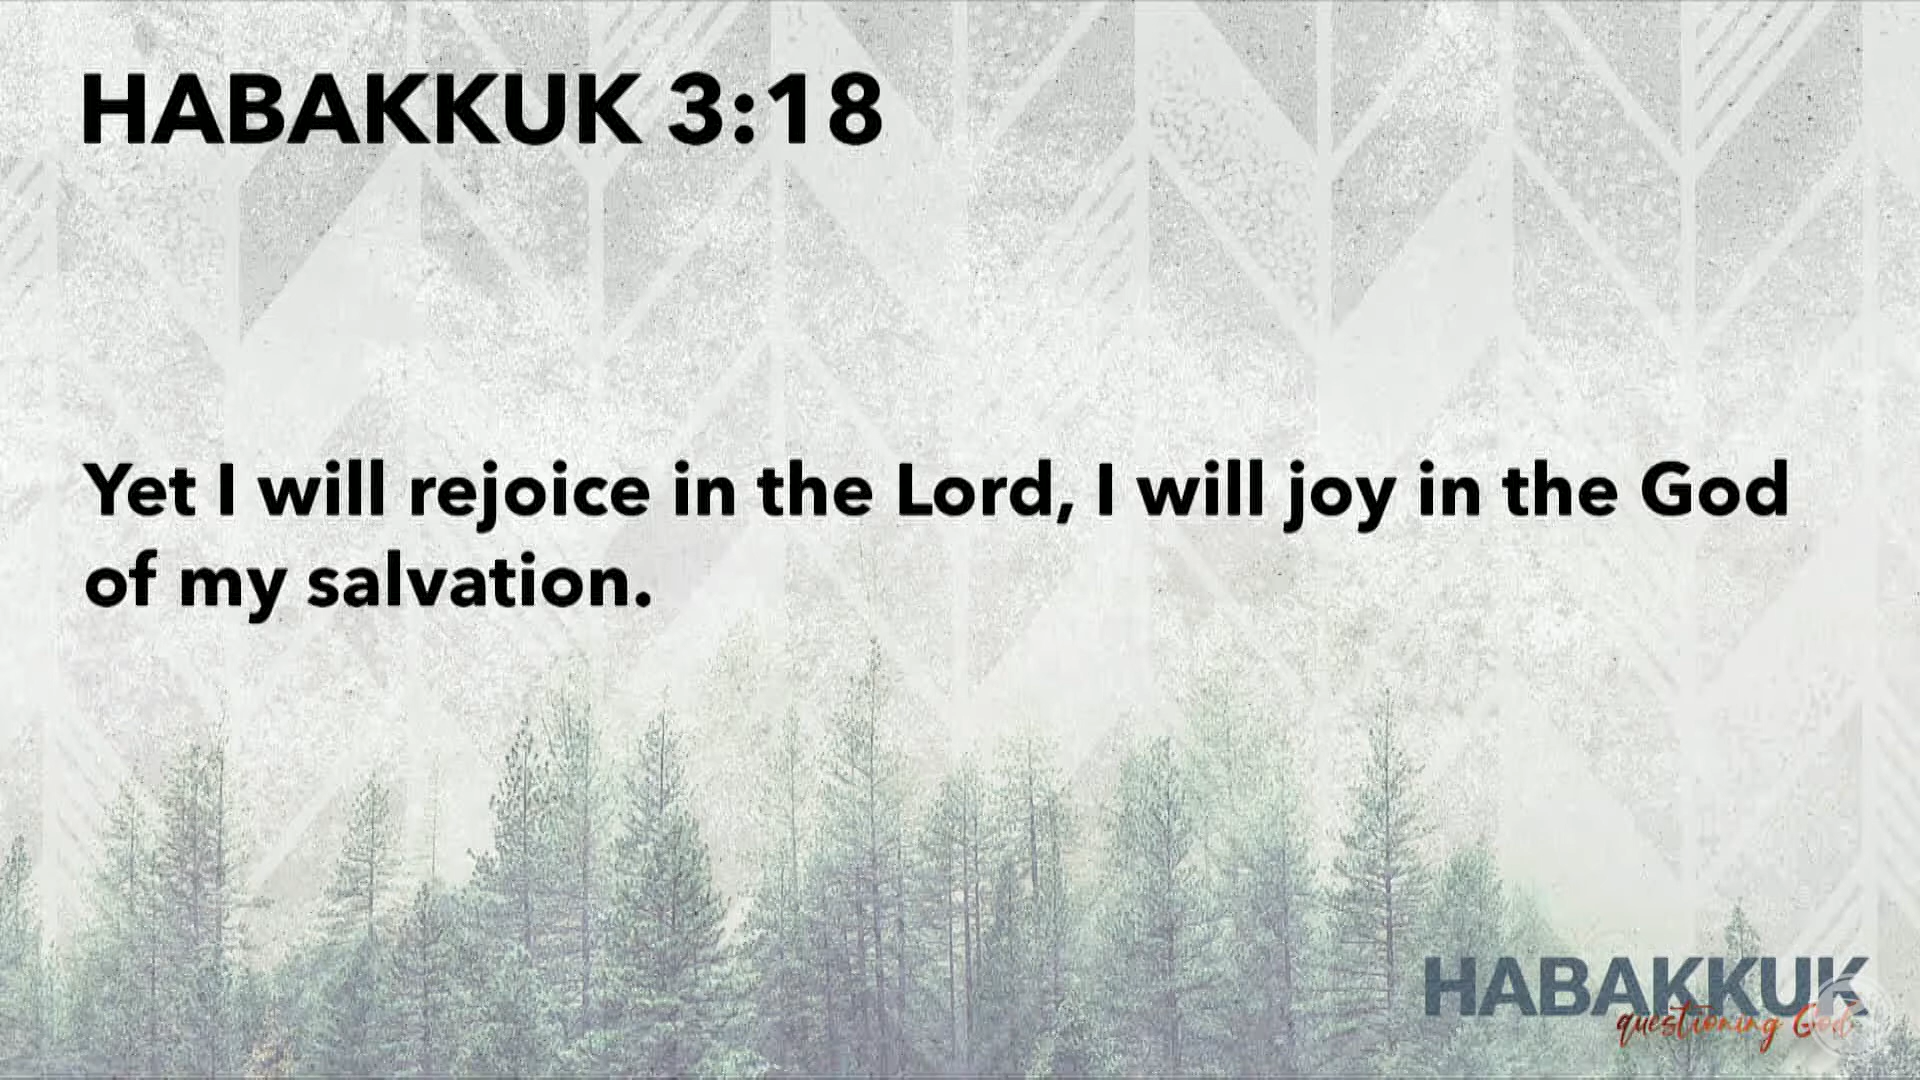 HABAKKUK 3:18
Yet I will rejoice in the Lord, I will joy in the God
of my salvation.
HABAKKUK
questioning God